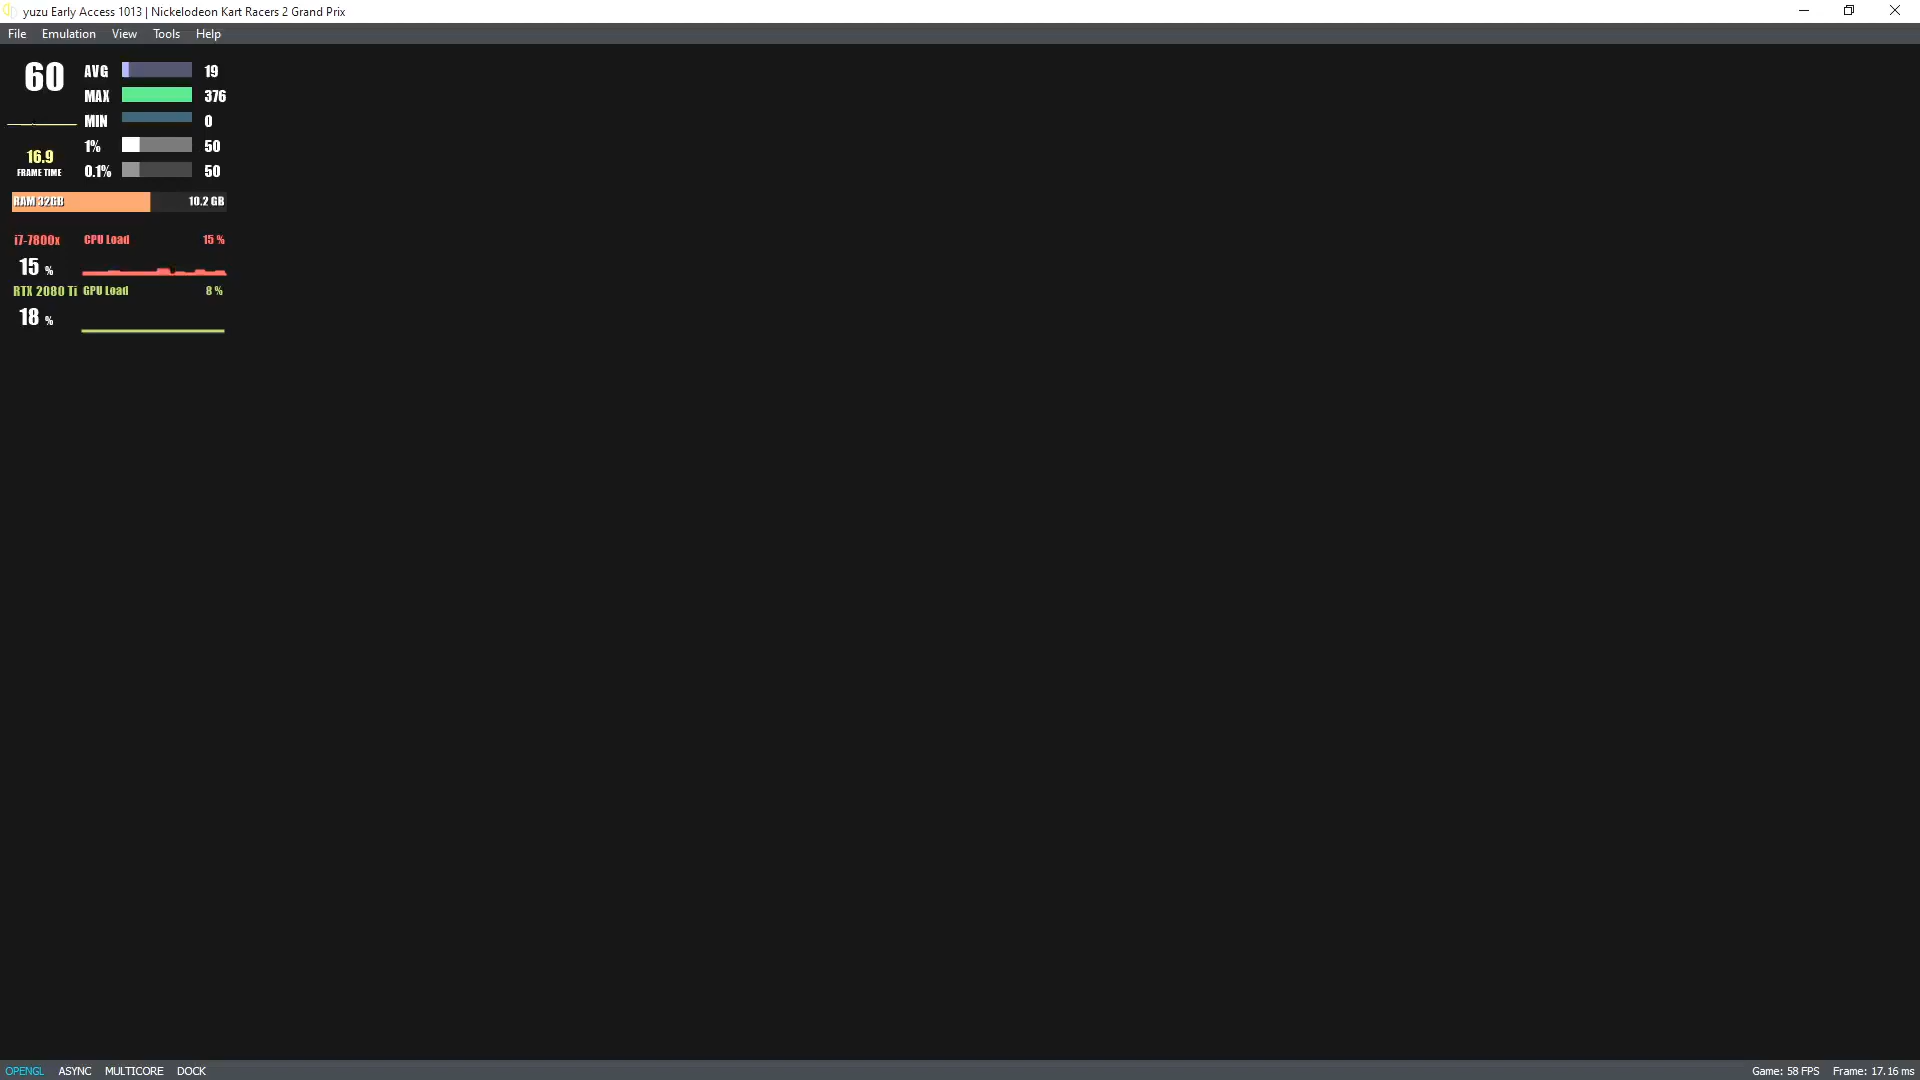 yuzu Early Access 1013 | Nickelodeon Kart Racers 2 Grand Prix
File Emulation View Tools Help
60 AVG 19
MAX 376
MIN 0
16.9 1% 50
FRAME TIME 0.1% 50
RAM 32GB 10.2 GB
i7-7800x CPU Load 15 %
15 %
RTX 2080 Ti GPU Load 8 %
18 %
OPENGL ASYNC MULTICORE DOCK Game: 58 FPS Frame: 17.16 ms